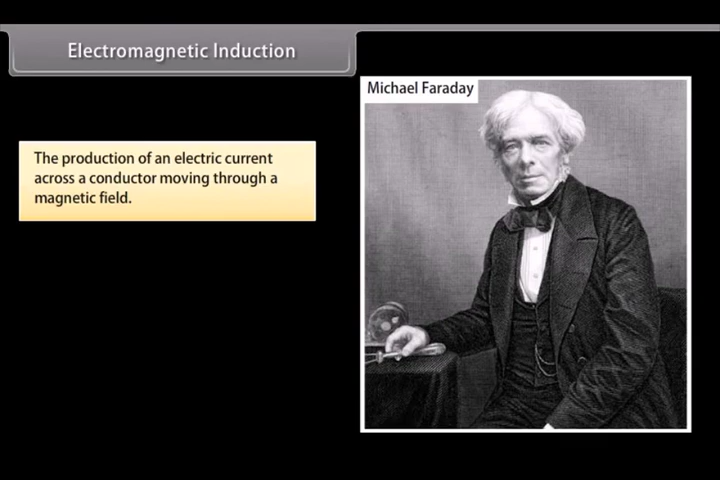 Electromagnetic Induction
Michael Faraday
The production of an electric current
across a conductor moving through a
magnetic field.